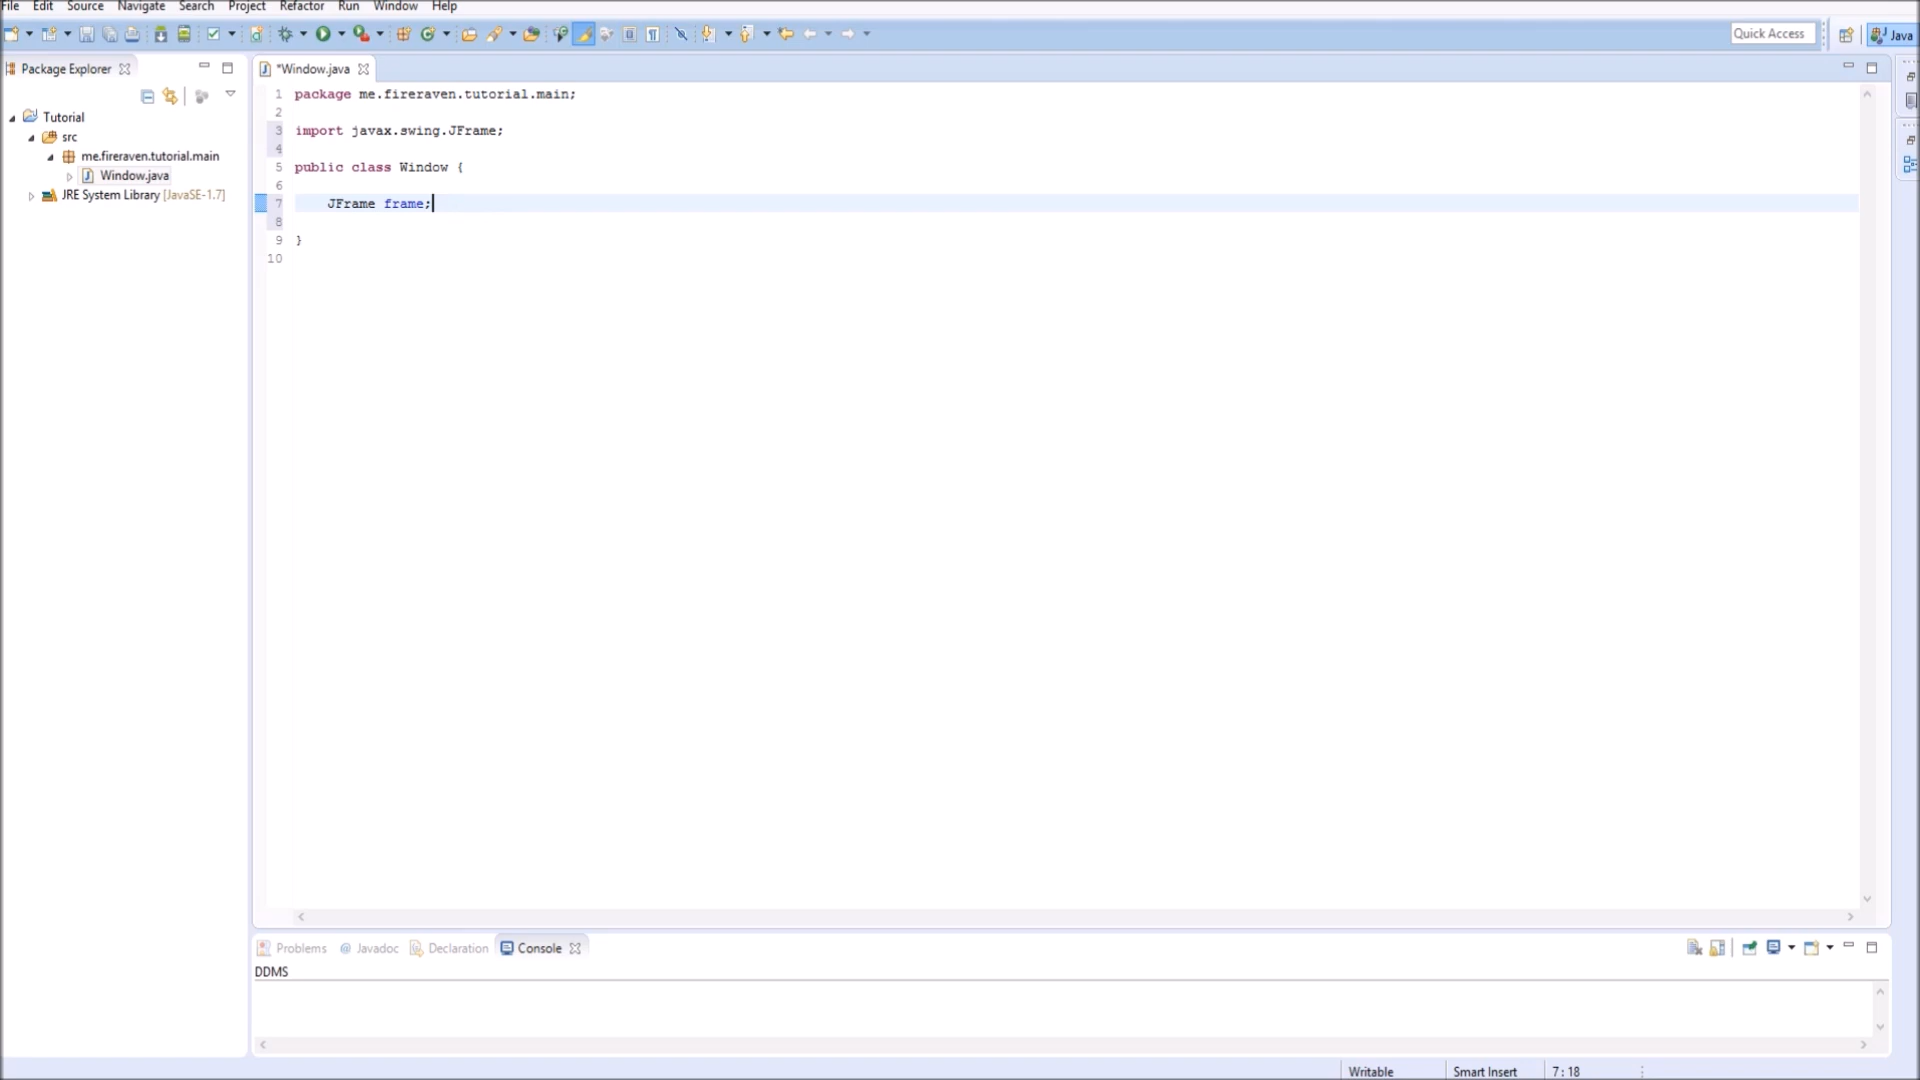 File Edit Source Navigate Search Project Refactor Run Window Help
Quick Access
Java
Package Explorer
*Window.java
Tutorial
src
me.fireraven.tutorial.main
Window.java
JRE System Library [JavaSE-1.7]
1 package me.fireraven.tutorial.main;
2
3 import javax.swing.JFrame;
4
5 public class Window {
6
7 JFrame frame;
8
9 }
10
Problems @ Javadoc Declaration Console
DDMS
Writable Smart Insert 7 : 18